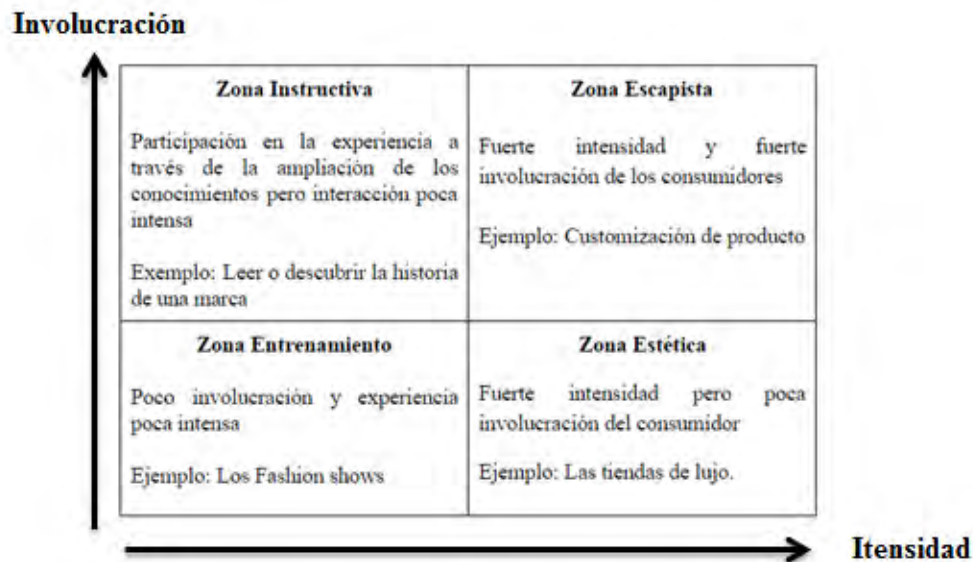 Involucración
Zona Instructiva
Participación en la experiencia a
través de la ampliación de los
conocimientos pero interacción poca
intensa
Exemplo: Leer o descubrir la historia
de una marca
Zona Escapista
Fuerte intensidad y fuerte
involucración de los consumidores
Ejemplo: Customización de producto
Zona Entrenamiento
Poco involucración y experiencia
poca intensa
Ejemplo: Los Fashion shows
Zona Estética
Fuerte intensidad pero poca
involucración del consumidor
Ejemplo: Las tiendas de lujo.
Itensidad